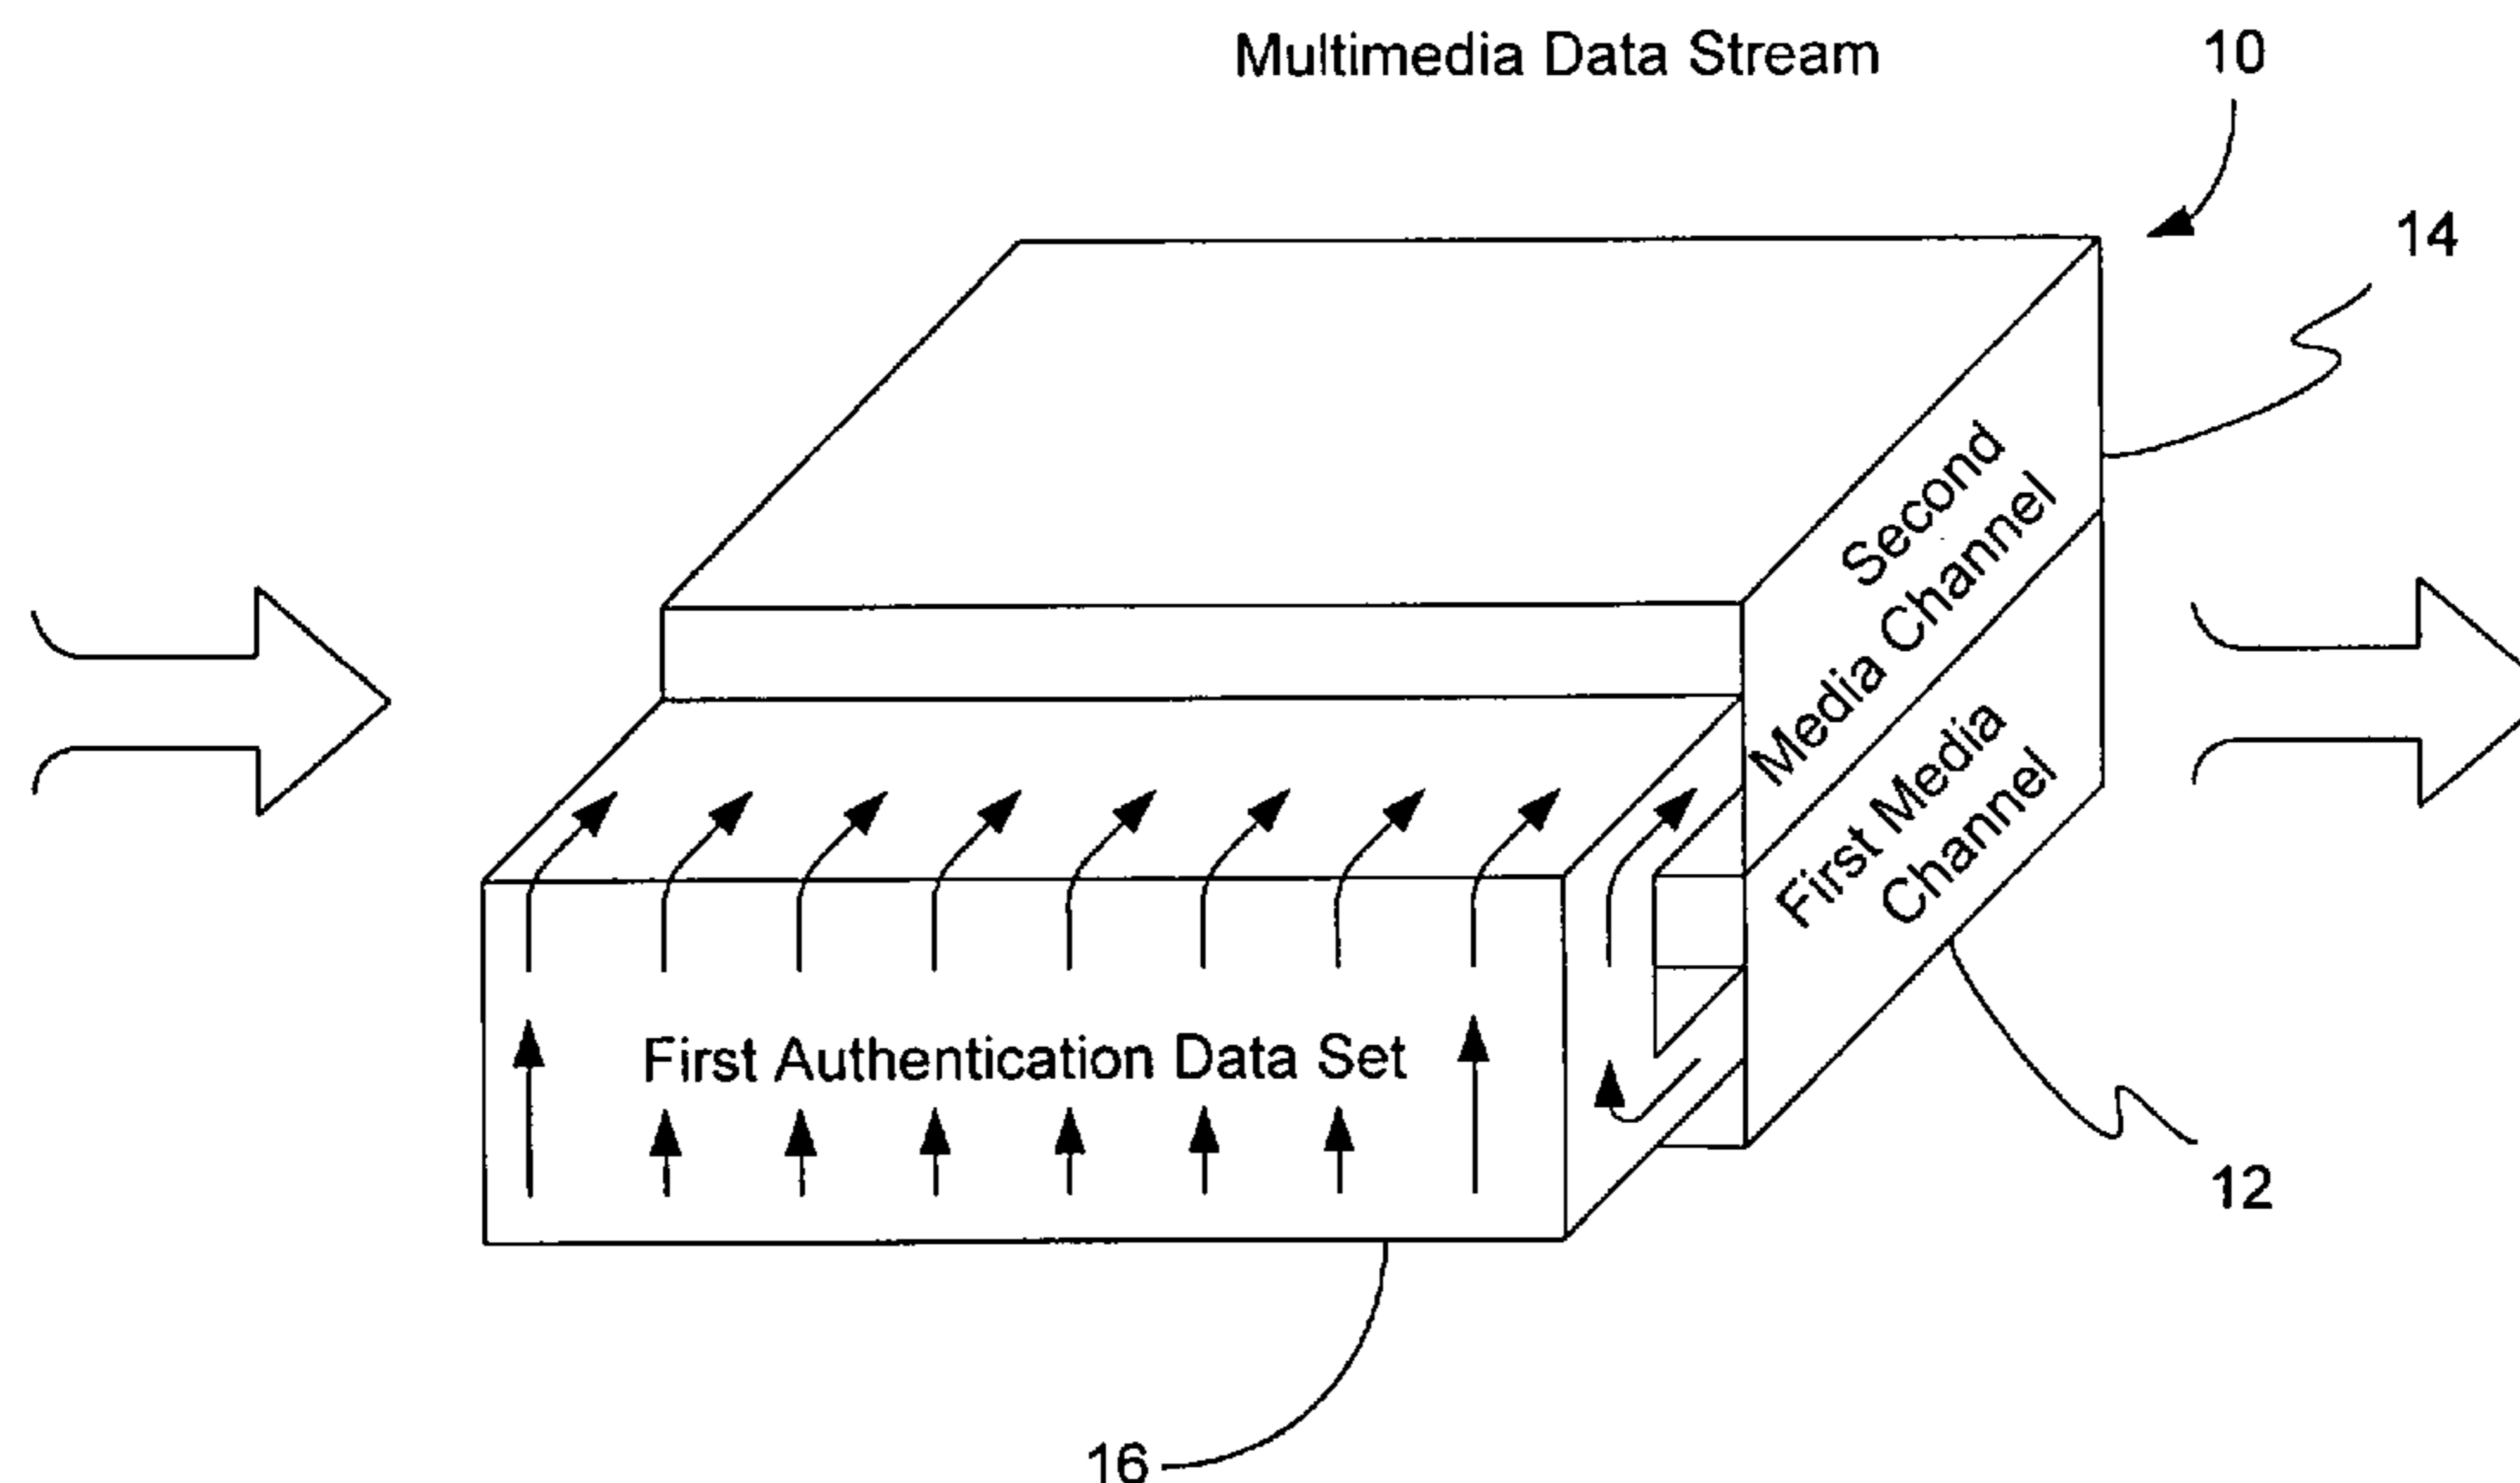 Multimedia Data Stream
10
14
Second
Media Channel
First Media
Channel
First Authentication Data Set
12
16